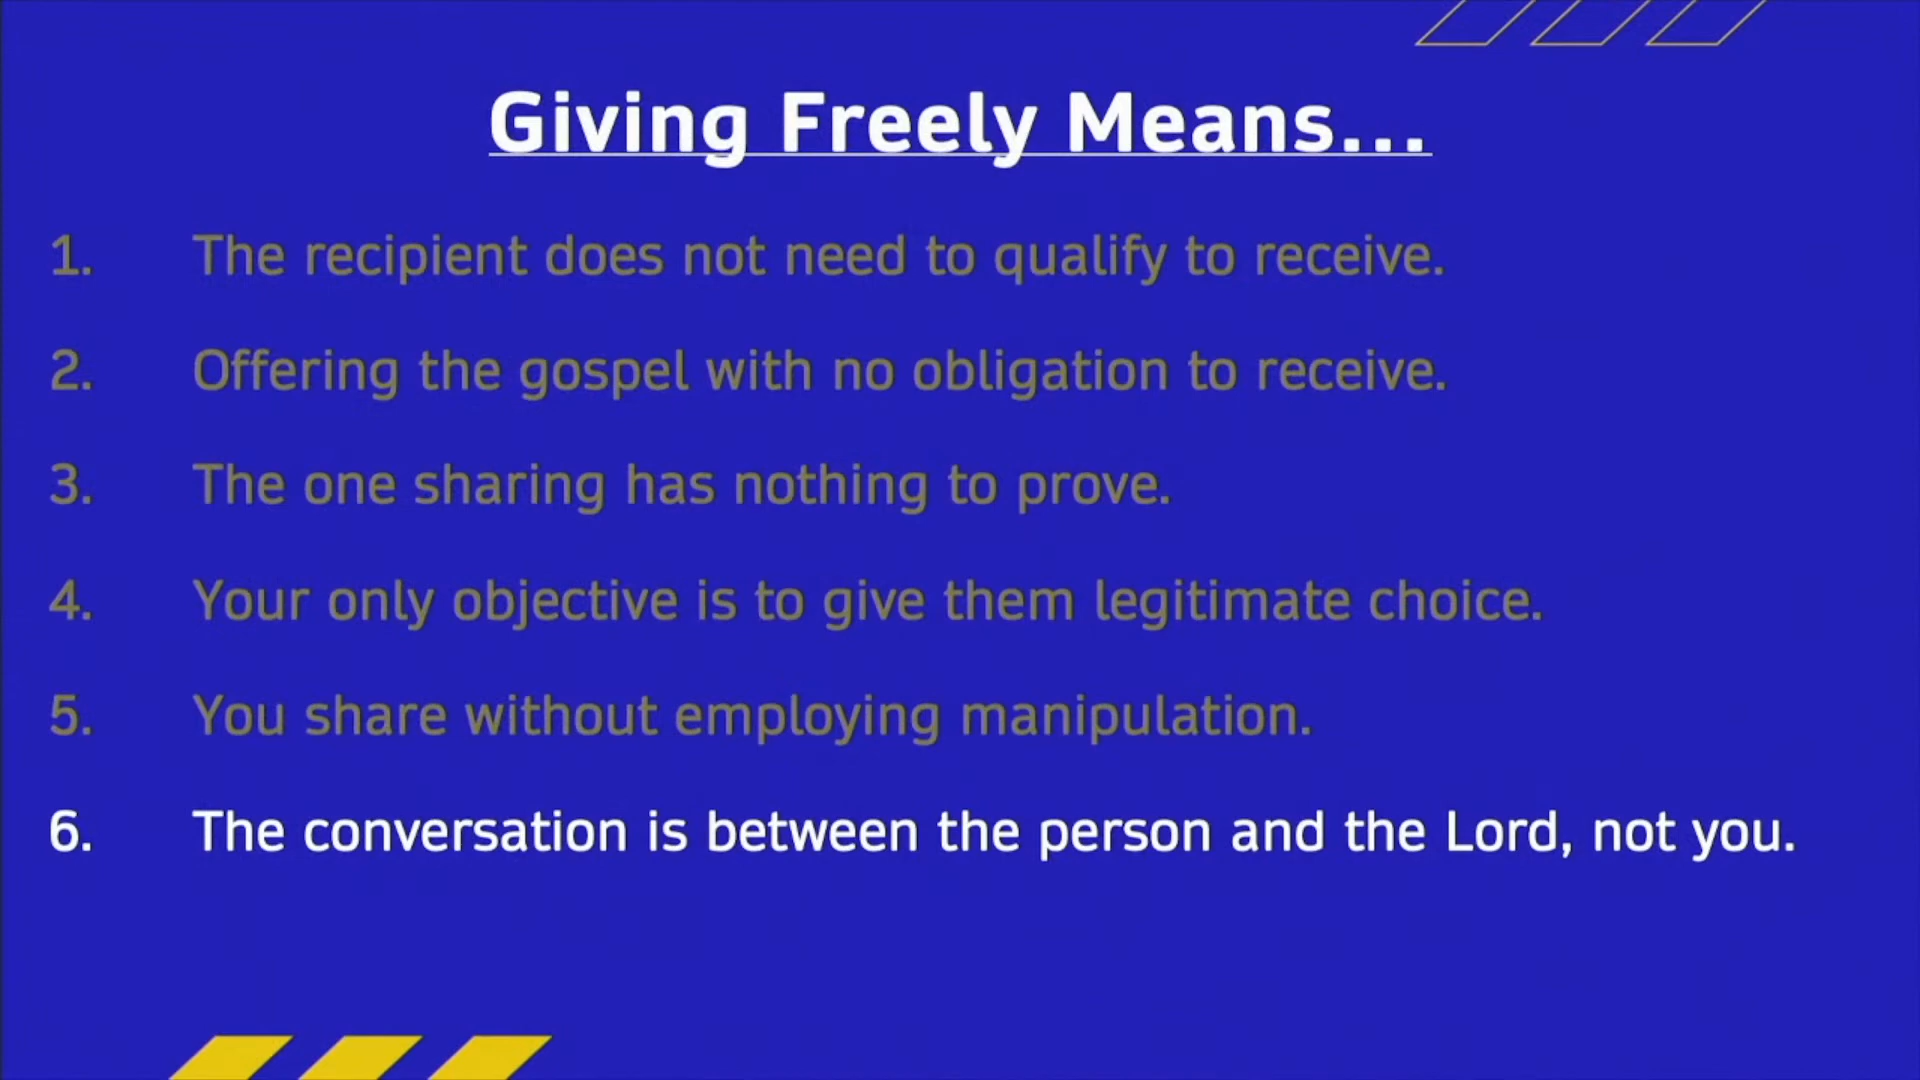 Giving Freely Means...
1. The recipient does not need to qualify to receive.
2. Offering the gospel with no obligation to receive.
3. The one sharing has nothing to prove.
4. Your only objective is to give them legitimate choice.
5. You share without employing manipulation.
6. The conversation is between the person and the Lord, not you.